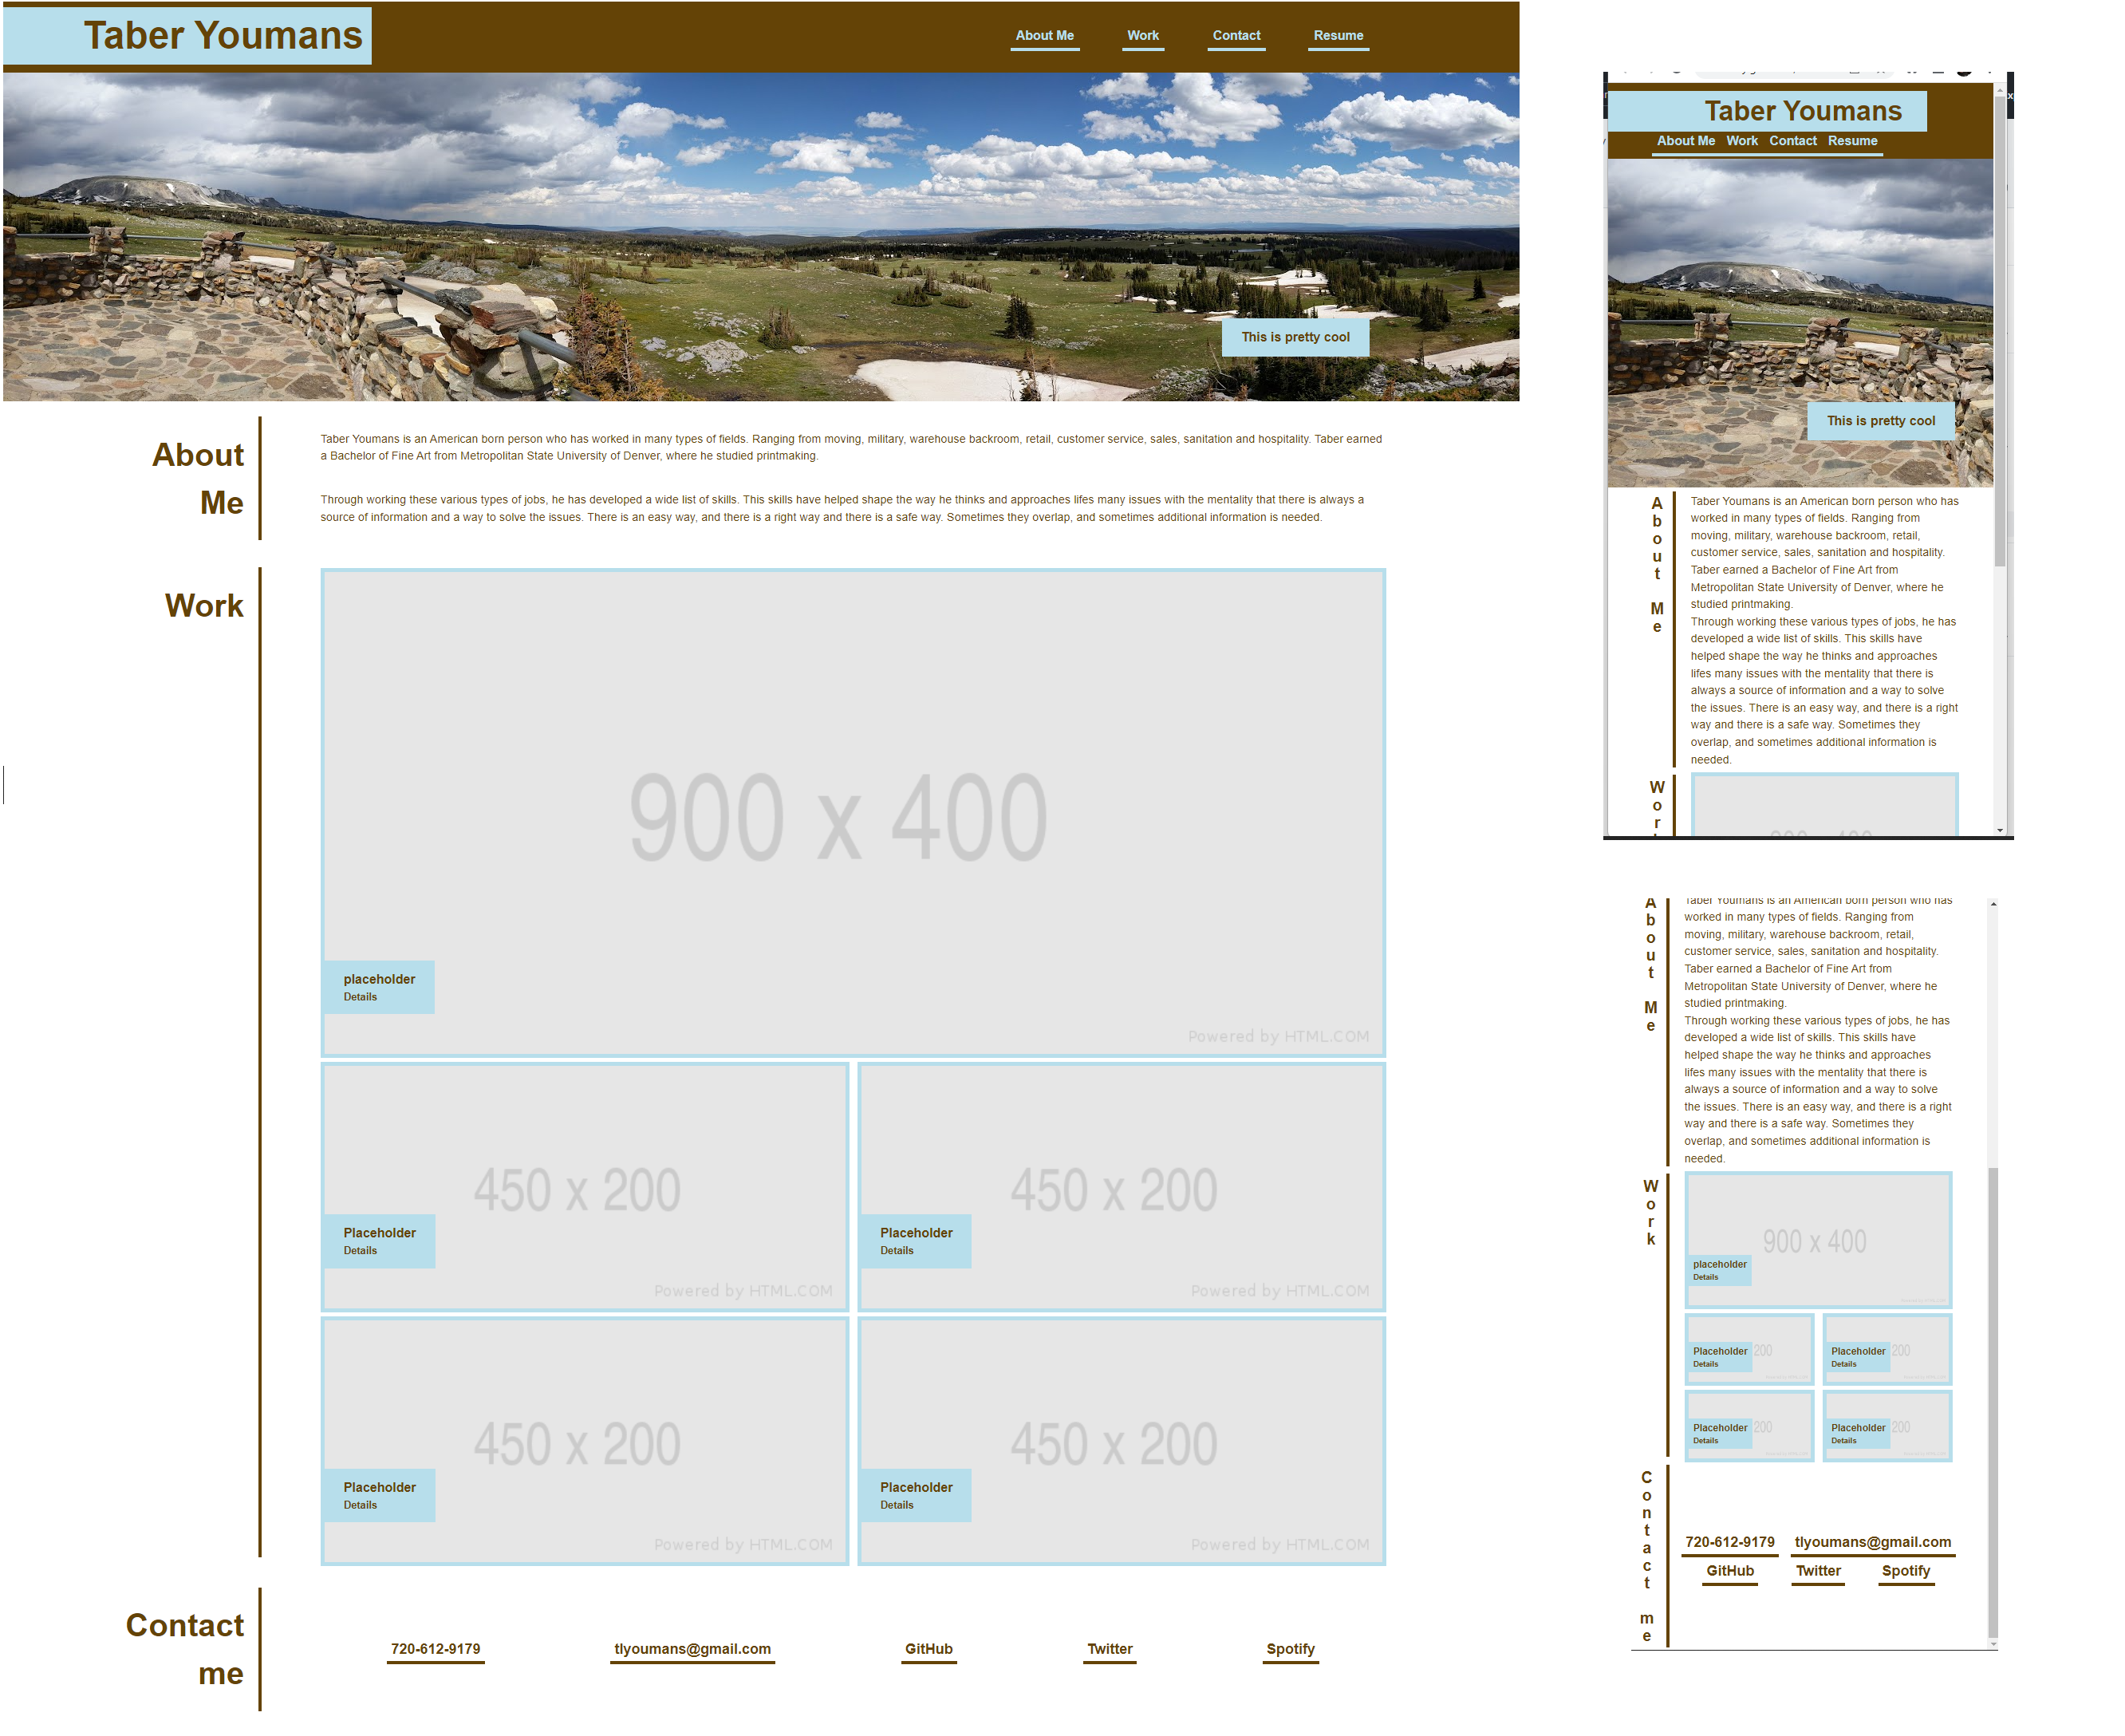 Taber Youmans
About Me Work Contact Resume
This is pretty cool
About
Me
Taber Youmans is an American born person who has worked in many types of fields. Ranging from moving, military, warehouse backroom, retail, customer service, sales, sanitation and hospitality. Taber earned
a Bachelor of Fine Art from Metropolitan State University of Denver, where he studied printmaking.
Through working these various types of jobs, he has developed a wide list of skills. This skills have helped shape the way he thinks and approaches lifes many issues with the mentality that there is always a
source of information and a way to solve the issues. There is an easy way, and there is a right way and there is a safe way. Sometimes they overlap, and sometimes additional information is needed.
Work
900 x 400
placeholder
Details
Powered by HTML.COM
450 x 200
Placeholder
Details
Powered by HTML.COM
450 x 200
Placeholder
Details
Powered by HTML.COM
450 x 200
Placeholder
Details
Powered by HTML.COM
450 x 200
Placeholder
Details
Powered by HTML.COM
Contact
me
720-612-9179 tlyoumans@gmail.com GitHub Twitter Spotify
Taber Youmans
About Me Work Contact Resume
This is pretty cool
About Me
Taber Youmans is an American born person who has
worked in many types of fields. Ranging from
moving, military, warehouse backroom, retail,
customer service, sales, sanitation and hospitality.
Taber earned a Bachelor of Fine Art from
Metropolitan State University of Denver, where he
studied printmaking.
Through working these various types of jobs, he has
developed a wide list of skills. This skills have
helped shape the way he thinks and approaches
lifes many issues with the mentality that there is
always a source of information and a way to solve
the issues. There is an easy way, and there is a right
way and there is a safe way. Sometimes they
overlap, and sometimes additional information is
needed.
Wor
About Me
Taber Youmans is an American born person who has
worked in many types of fields. Ranging from
moving, military, warehouse backroom, retail,
customer service, sales, sanitation and hospitality.
Taber earned a Bachelor of Fine Art from
Metropolitan State University of Denver, where he
studied printmaking.
Through working these various types of jobs, he has
developed a wide list of skills. This skills have
helped shape the way he thinks and approaches
lifes many issues with the mentality that there is
always a source of information and a way to solve
the issues. There is an easy way, and there is a right
way and there is a safe way. Sometimes they
overlap, and sometimes additional information is
needed.
Work
900 x 400
placeholder
Details
200
Placeholder
Details
200
Placeholder
Details
200
Placeholder
Details
200
Placeholder
Details
Contact me
720-612-9179 tlyoumans@gmail.com
GitHub Twitter Spotify